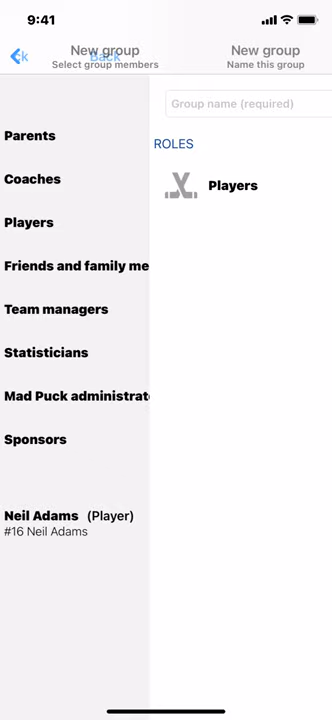 9:41
New group
Back
Select group members
New group
Name this group
Group name (required)
ROLES
Players
Parents
Coaches
Players
Friends and family me
Team managers
Statisticians
Mad Puck administrat
Sponsors
Neil Adams (Player)
#16 Neil Adams